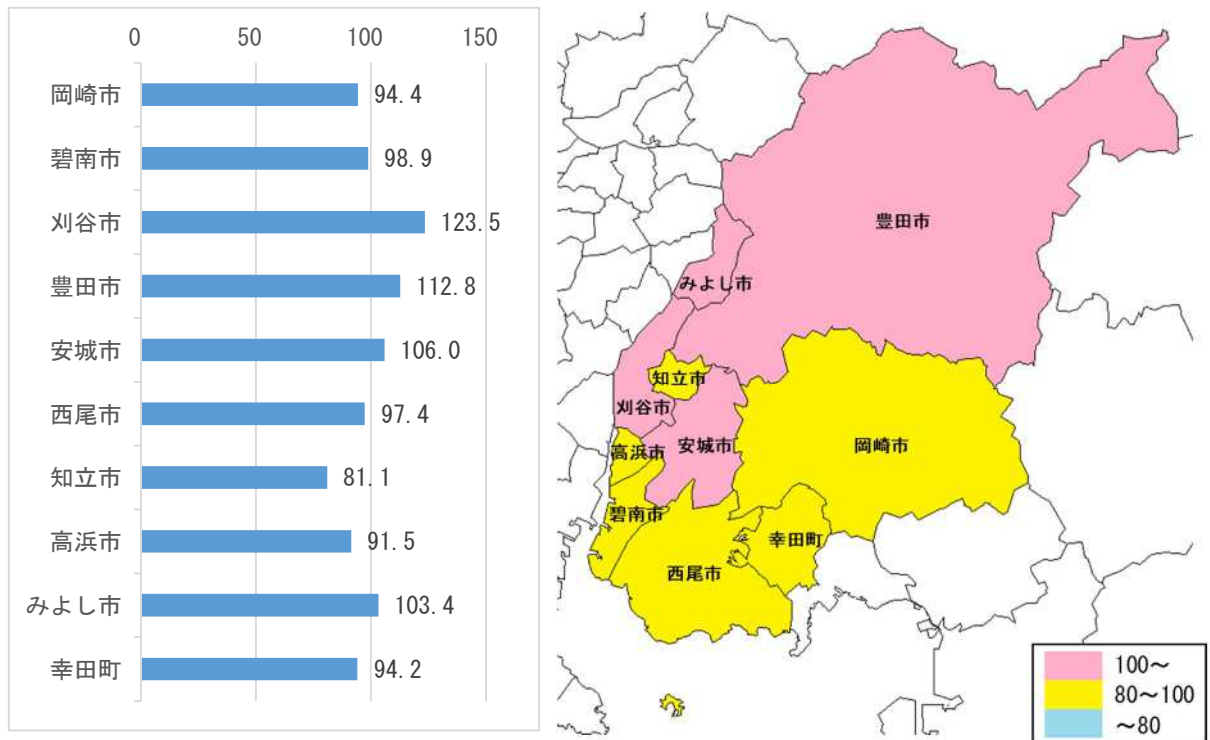 0 50 100 150
岡崎市 94.4
碧南市 98.9
刈谷市 123.5
豊田市 112.8
安城市 106.0
西尾市 97.4
知立市 81.1
高浜市 91.5
みよし市 103.4
幸田町 94.2
豊田市
みよし市
知立市
刈谷市
安城市
岡崎市
高浜市
碧南市
幸田町
西尾市
100～
80～100
～80